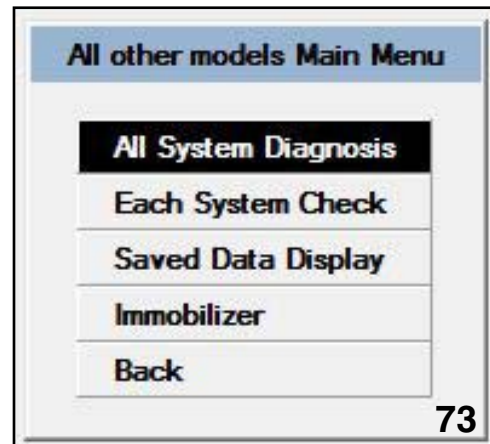 All other models Main Menu
All System Diagnosis
Each System Check
Saved Data Display
Immobilizer
Back
73